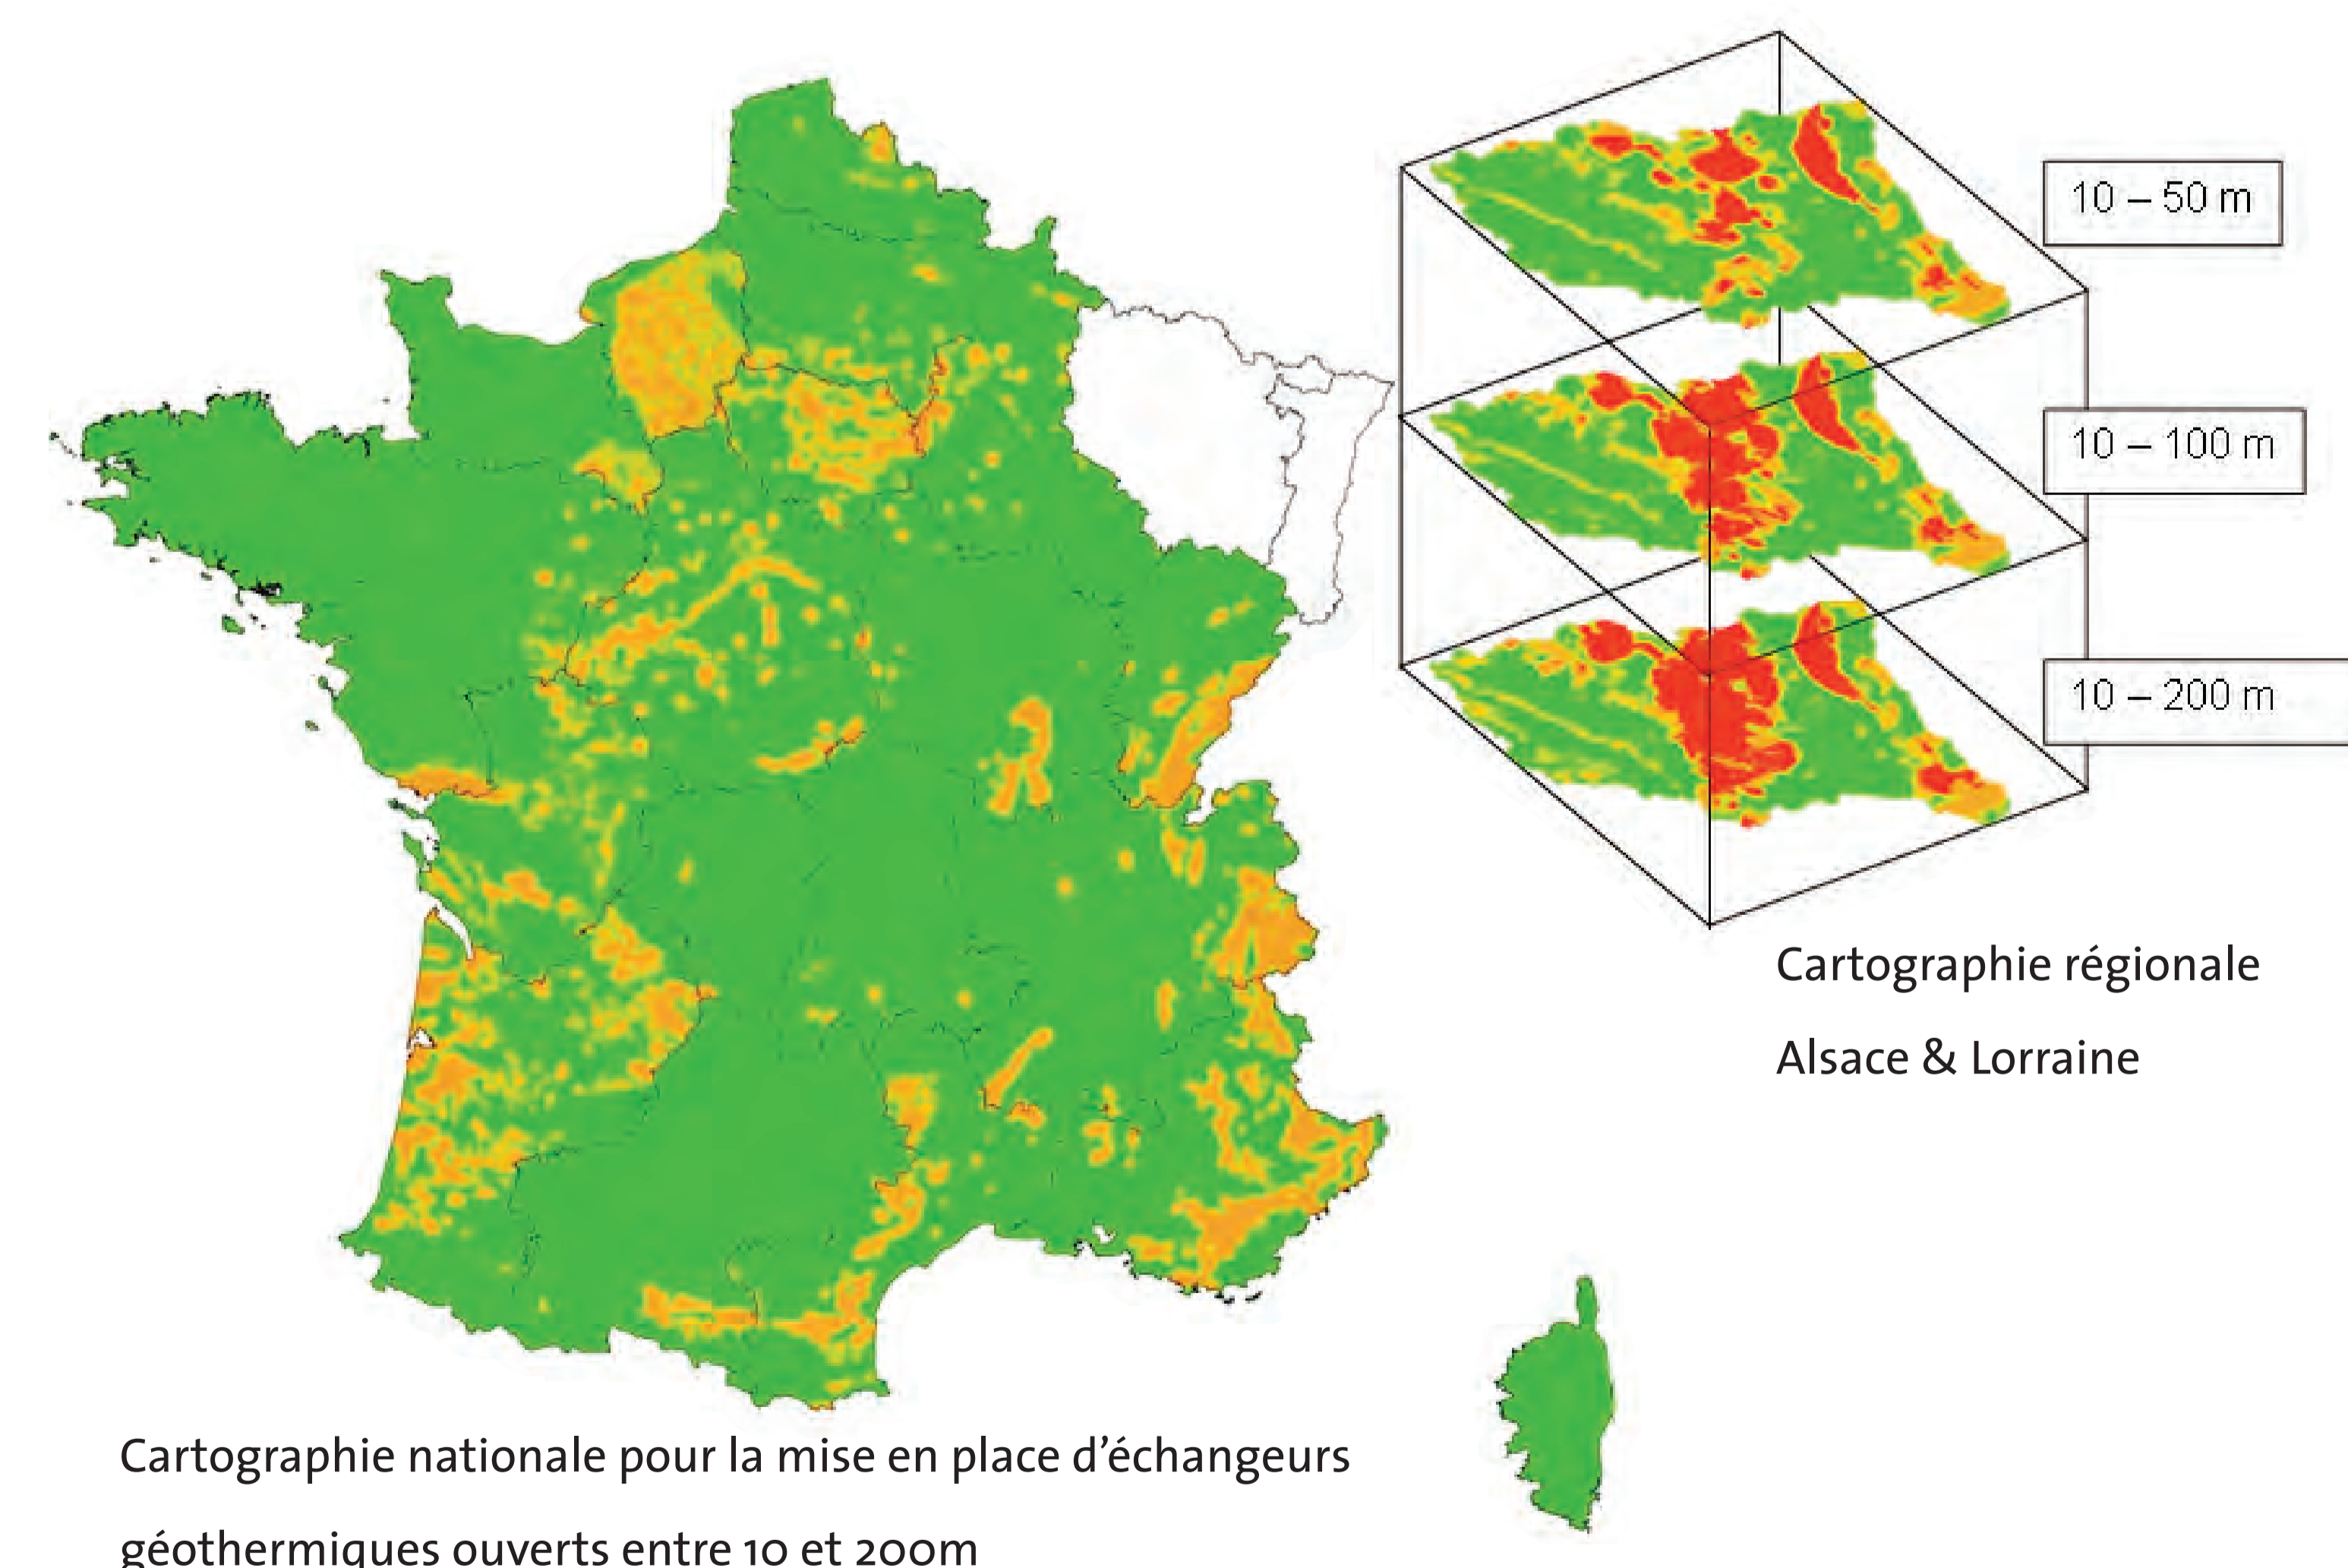 10 – 50 m
10 – 100 m
10 – 200 m
Cartographie régionale
Alsace & Lorraine
Cartographie nationale pour la mise en place d’échangeurs
géothermiques ouverts entre 10 et 200m